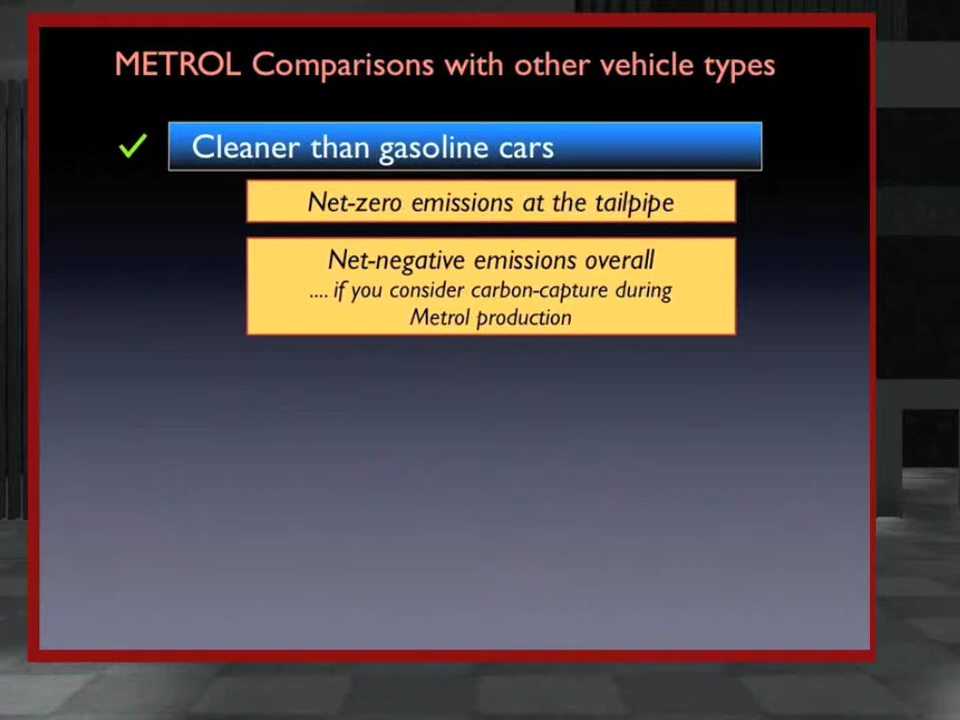 METROL Comparisons with other vehicle types
Cleaner than gasoline cars
Net-zero emissions at the tailpipe
Net-negative emissions overall
.... if you consider carbon-capture during
Metrol production